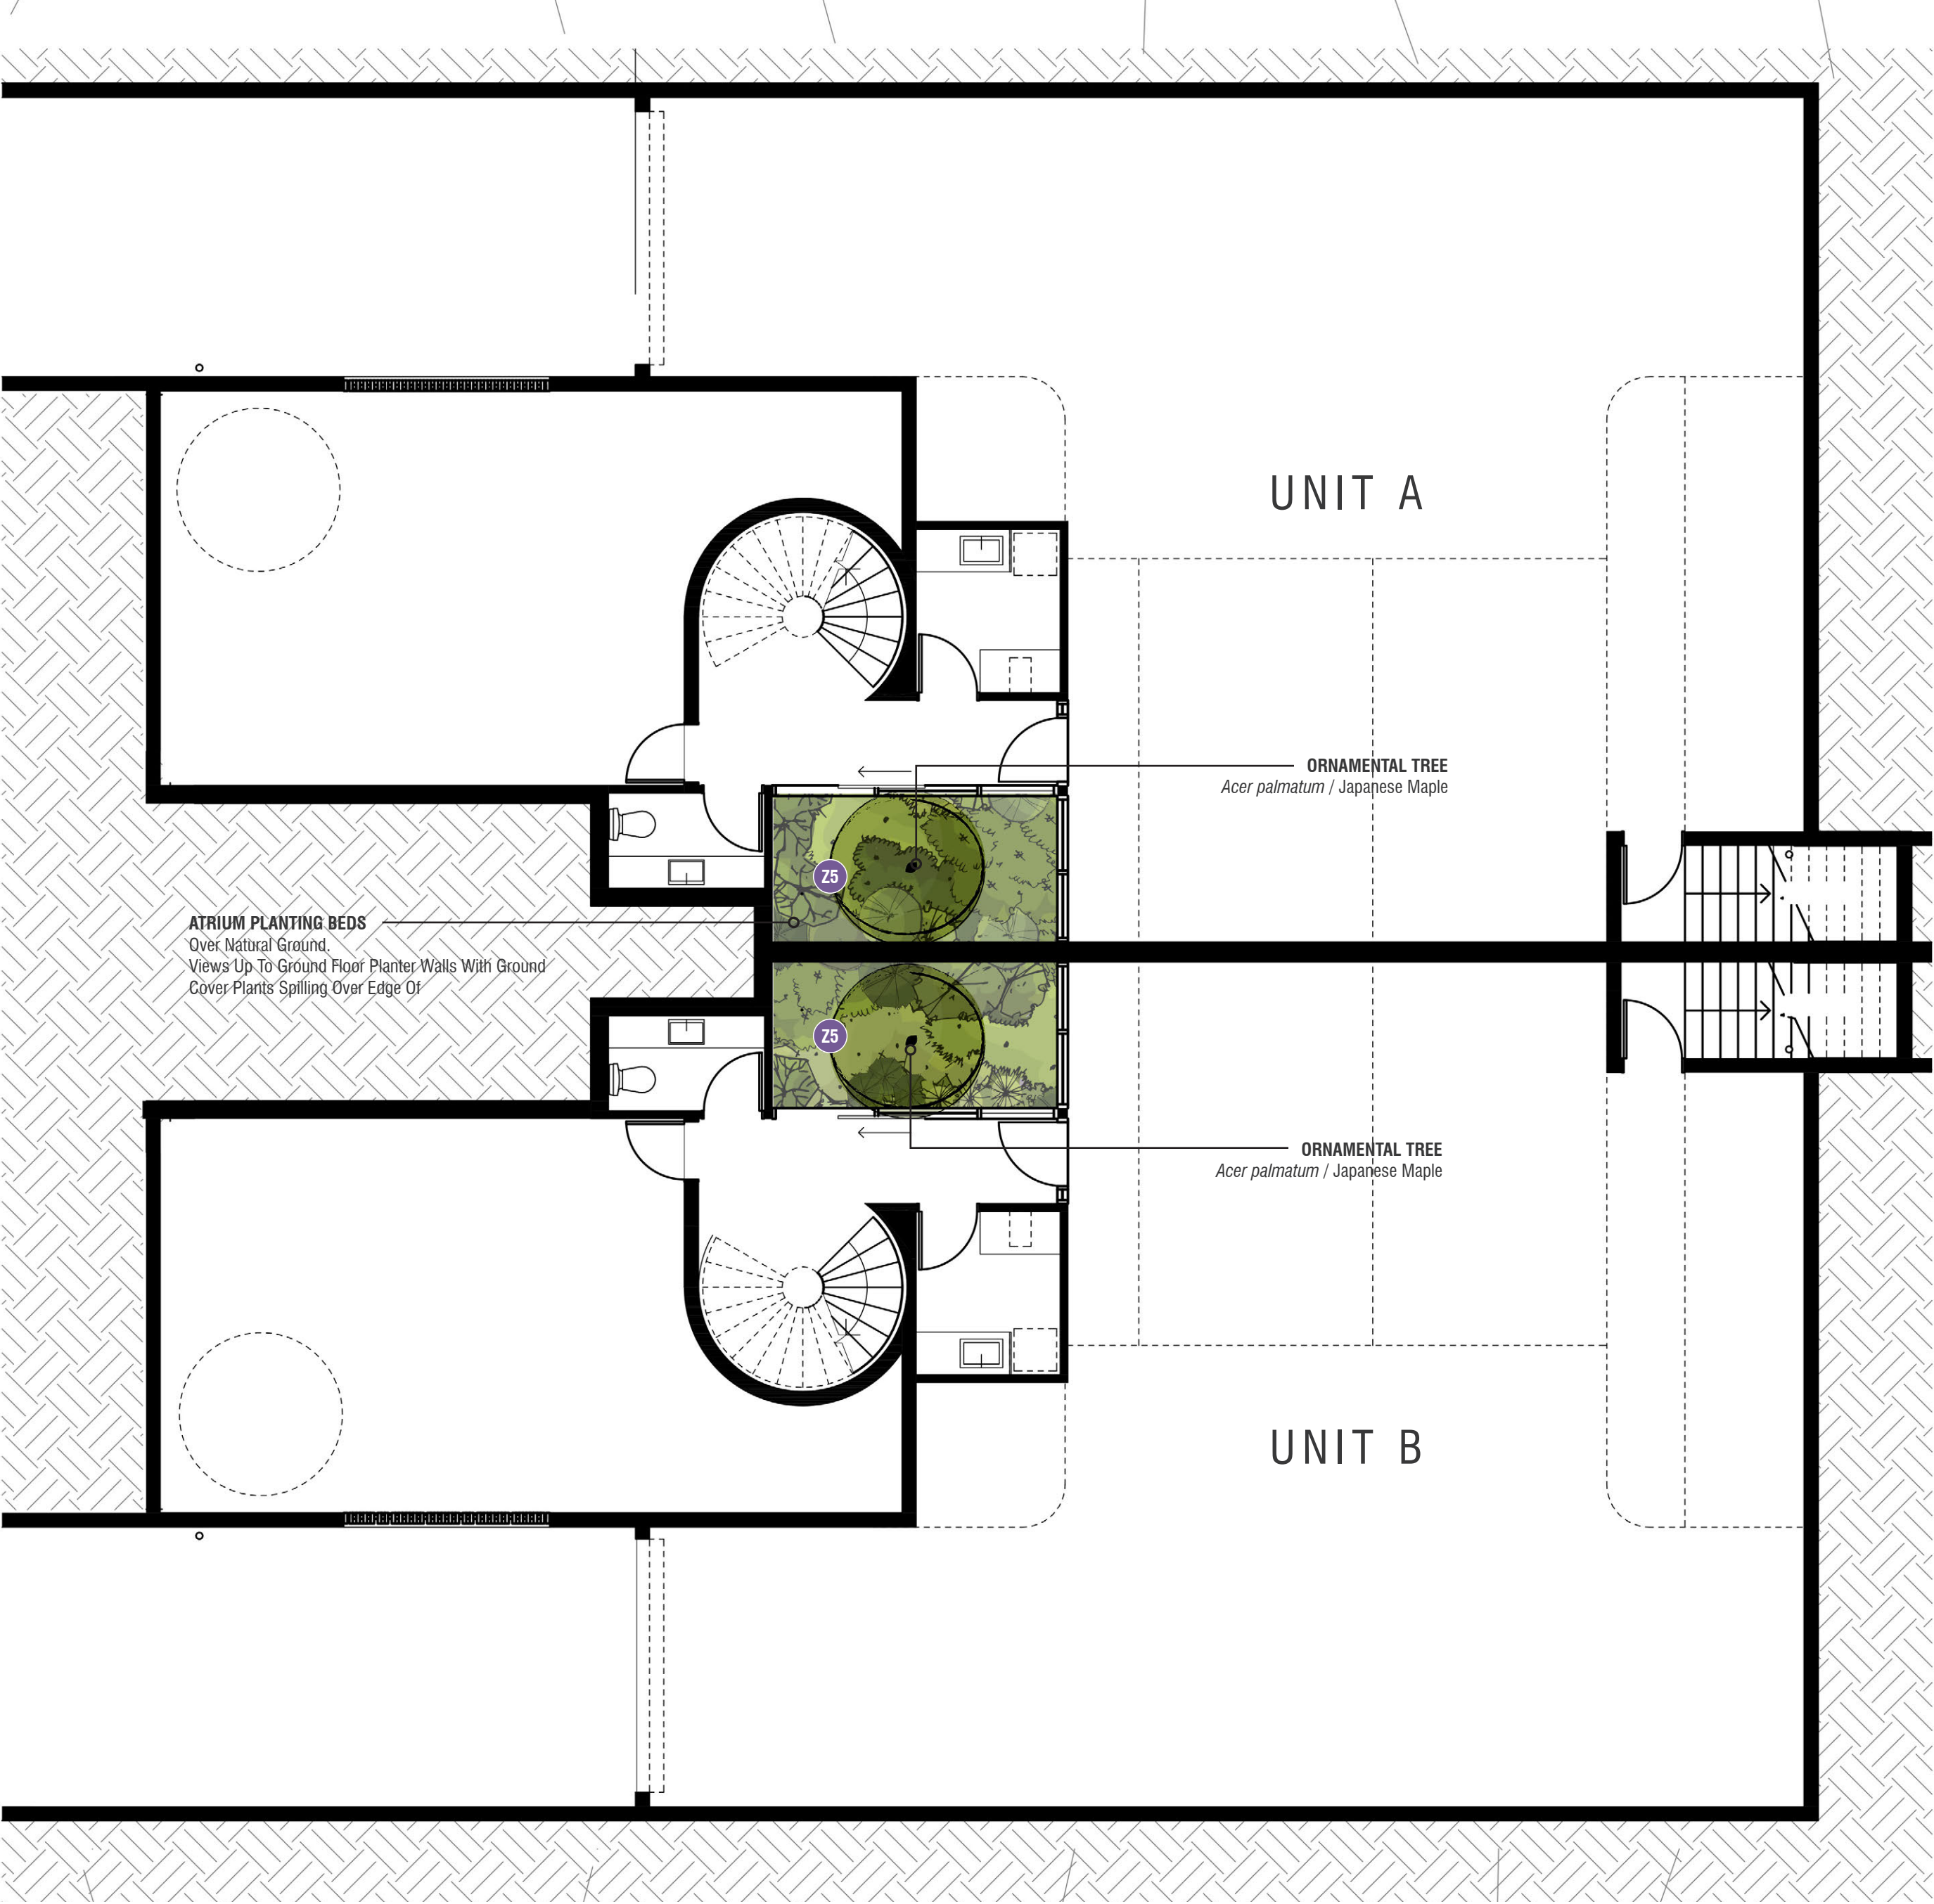 UNIT A
ORNAMENTAL TREE
Acer palmatum / Japanese Maple
Z5
ATRIUM PLANTING BEDS
Over Natural Ground.
Views Up To Ground Floor Planter Walls With Ground
Cover Plants Spilling Over Edge Of
Z5
ORNAMENTAL TREE
Acer palmatum / Japanese Maple
UNIT B